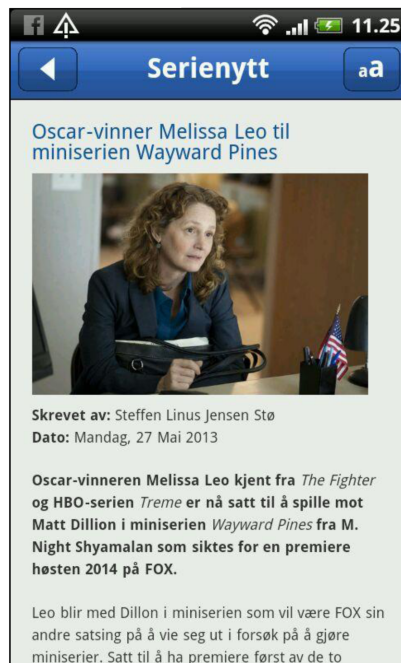 11.25
Serienytt
aa
Oscar-vinner Melissa Leo til
miniserien Wayward Pines
Skrevet av: Steffen Linus Jensen Stø
Dato: Mandag, 27 Mai 2013
Oscar-vinneren Melissa Leo kjent fra The Fighter
og HBO-serien Treme er nå satt til å spille mot
Matt Dillion i miniserien Wayward Pines fra M.
Night Shyamalan som siktes for en premiere
høsten 2014 på FOX.
Leo blir med Dillon i miniserien som vil være FOX sin
andre satsing på å vie seg ut i forsøk på å gjøre
miniserier. Satt til å ha premiere først av de to